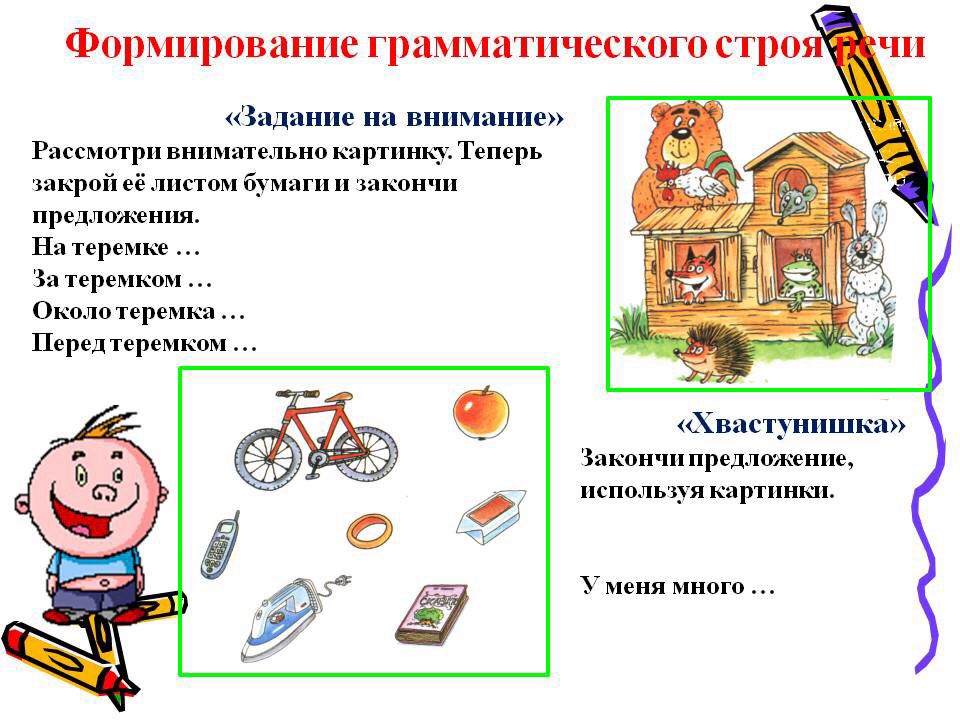 Формирование грамматического строя речи
«Задание на внимание»
Рассмотри внимательно картинку. Теперь
закрой её листом бумаги и закончи
предложения.
На теремке …
За теремком …
Около теремка …
Перед теремком …
«Хвастунишка»
Закончи предложение,
используя картинки.
У меня много …
СКАЗКИ